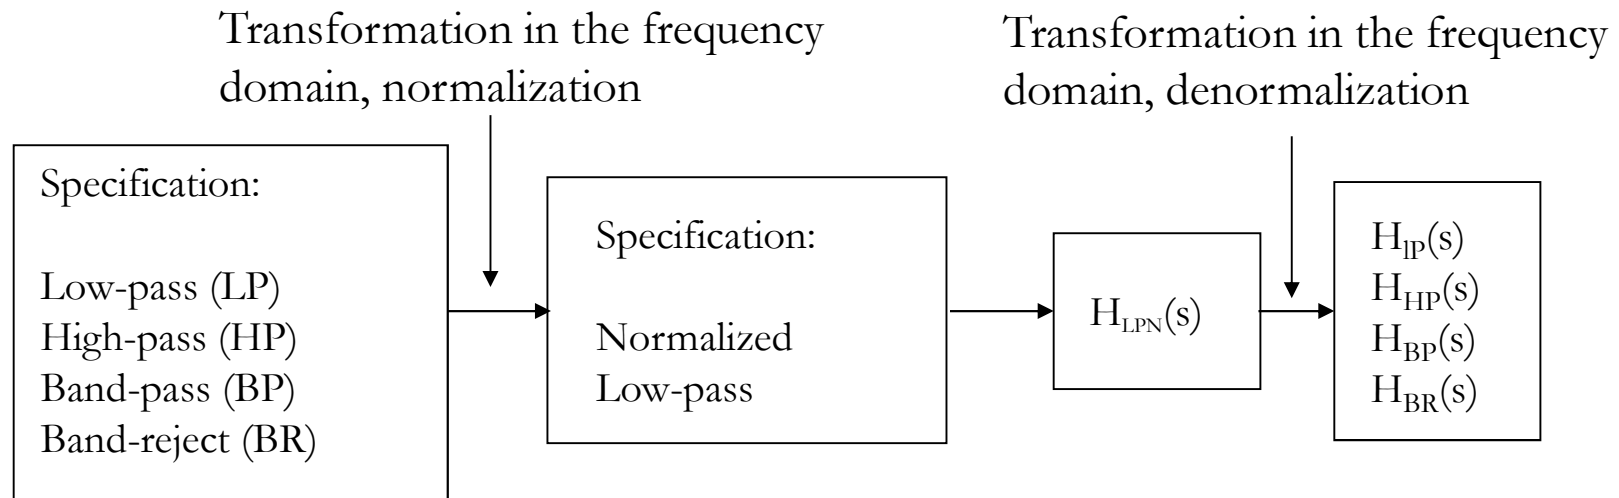 Transformation in the frequency
domain, normalization
Transformation in the frequency
domain, denormalization
Specification:
Low-pass (LP)
High-pass (HP)
Band-pass (BP)
Band-reject (BR)
Specification:
Normalized
Low-pass
H_LPN(s)
H_lP(s)
H_HP(s)
H_BP(s)
H_BR(s)